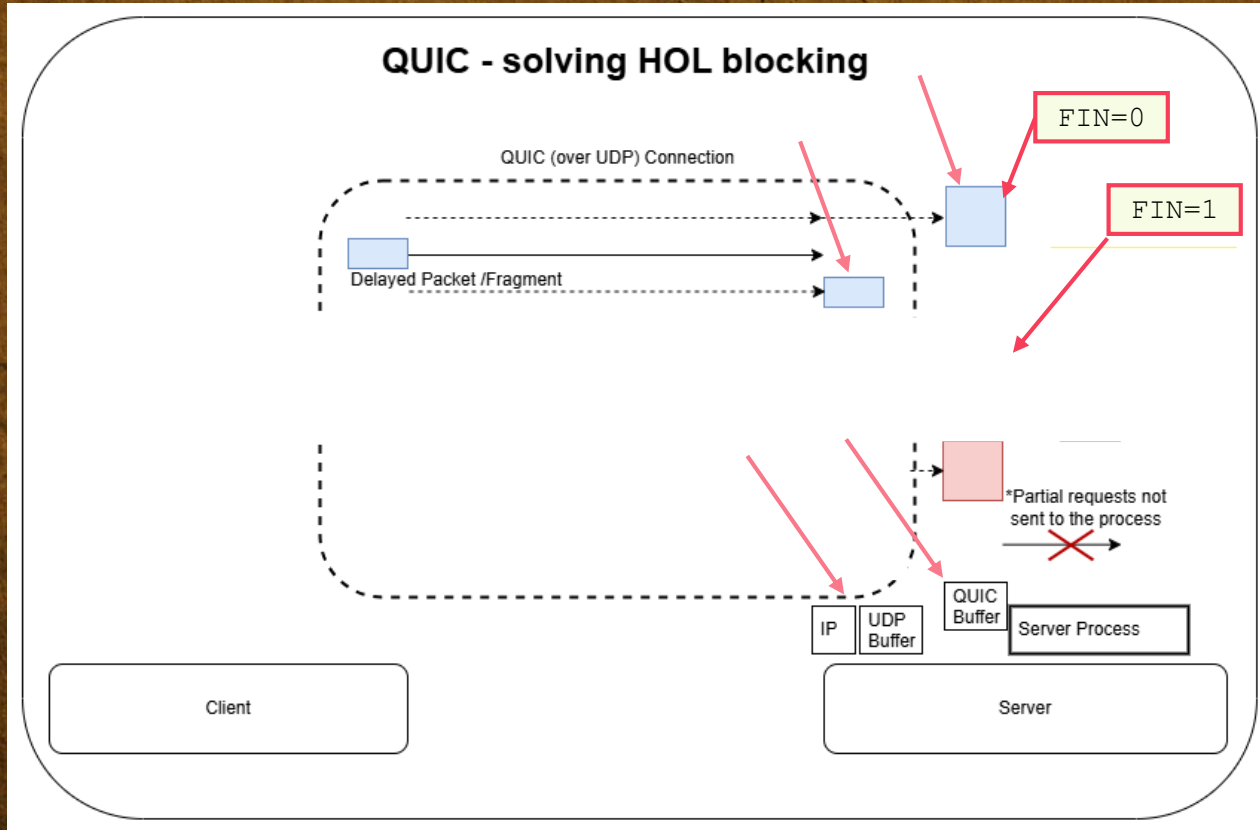 QUIC - solving HOL blocking
FIN=0
QUIC (over UDP) Connection
FIN=1
Delayed Packet /Fragment
*Partial requests not
sent to the process
IP
UDP
Buffer
QUIC
Buffer
Server Process
Client
Server